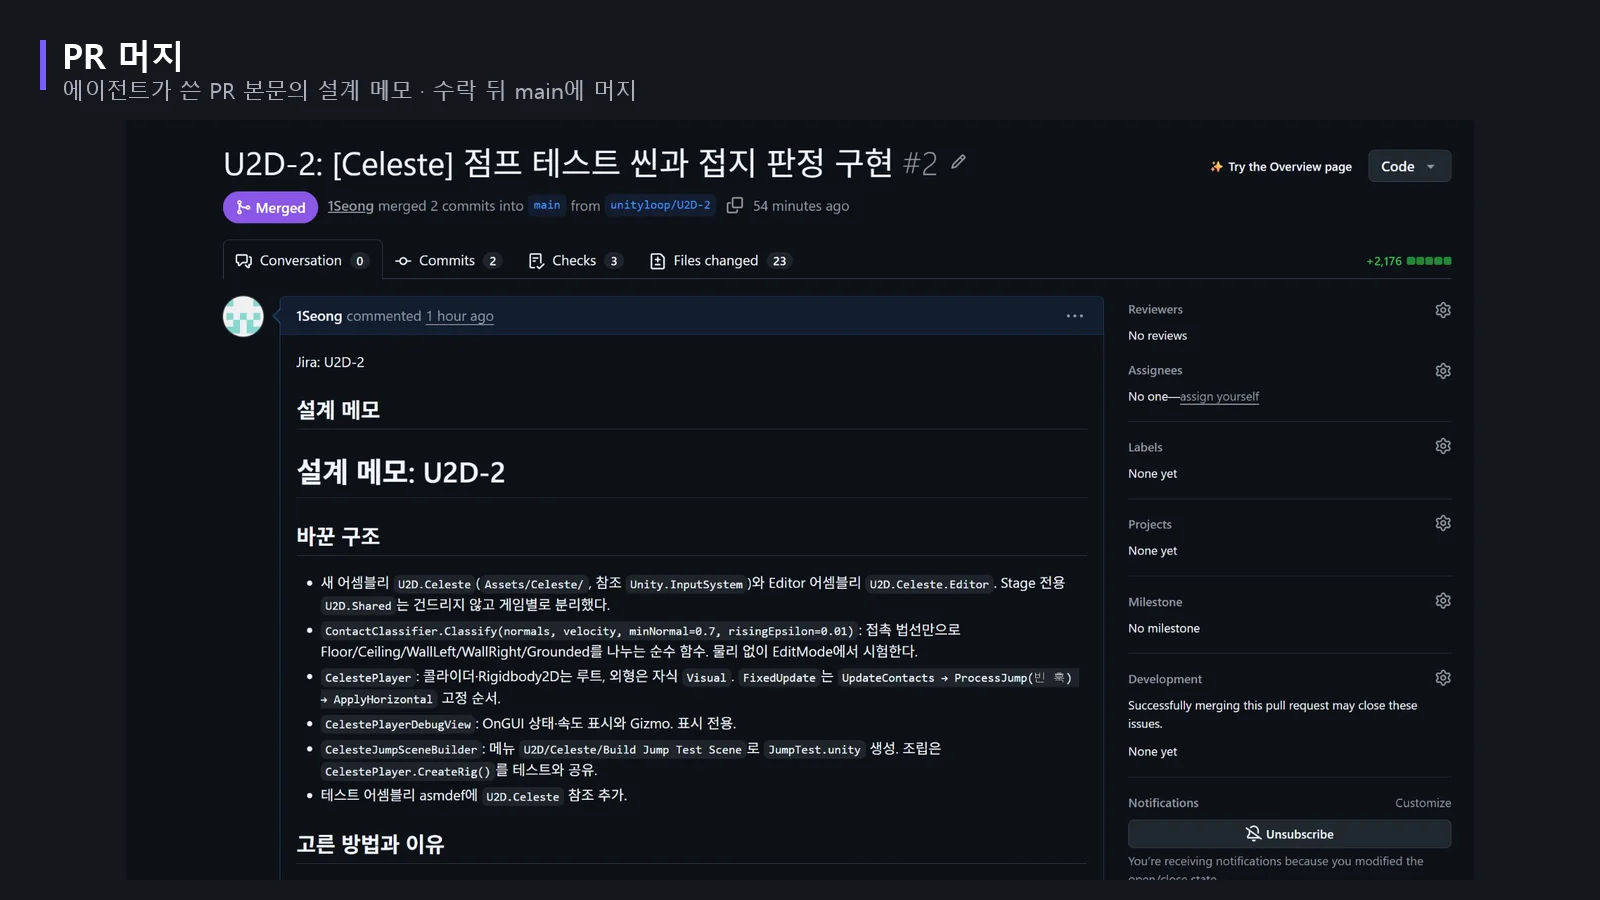 PR 머지
에이전트가 쓴 PR 본문의 설계 메모 · 수락 뒤 main에 머지
U2D-2: [Celeste] 점프 테스트 씬과 접지 판정 구현 #2
Try the Overview page
Code
Merged
1Seong merged 2 commits into main from unityloop/U2D-2 54 minutes ago
Conversation 0
Commits 2
Checks 3
Files changed 23
+2,176
1Seong commented 1 hour ago
Jira: U2D-2
설계 메모
설계 메모: U2D-2
바꾼 구조
• 새 어셈블리 U2D.Celeste ( Assets/Celeste/ , 참조 Unity.InputSystem )와 Editor 어셈블리 U2D.Celeste.Editor . Stage 전용
U2D.Shared 는 건드리지 않고 게임별로 분리했다.
• ContactClassifier.Classify(normals, velocity, minNormal=0.7, risingEpsilon=0.01) : 접촉 법선만으로
Floor/Ceiling/WallLeft/WallRight/Grounded를 나누는 순수 함수. 물리 없이 EditMode에서 시험한다.
• CelestePlayer : 콜라이더·Rigidbody2D는 루트, 외형은 자식 Visual . FixedUpdate 는 UpdateContacts → ProcessJump(빈 훅)
→ ApplyHorizontal 고정 순서.
• CelestePlayerDebugView : OnGUI 상태·속도 표시와 Gizmo. 표시 전용.
• CelesteJumpSceneBuilder : 메뉴 U2D/Celeste/Build Jump Test Scene 로 JumpTest.unity 생성. 조립은
CelestePlayer.CreateRig() 를 테스트와 공유.
• 테스트 어셈블리 asmdef에 U2D.Celeste 참조 추가.
고른 방법과 이유
Reviewers
No reviews
Assignees
No one—assign yourself
Labels
None yet
Projects
None yet
Milestone
No milestone
Development
Successfully merging this pull request may close these
issues.
None yet
Notifications
Customize
Unsubscribe
You're receiving notifications because you modified the
open/close state.